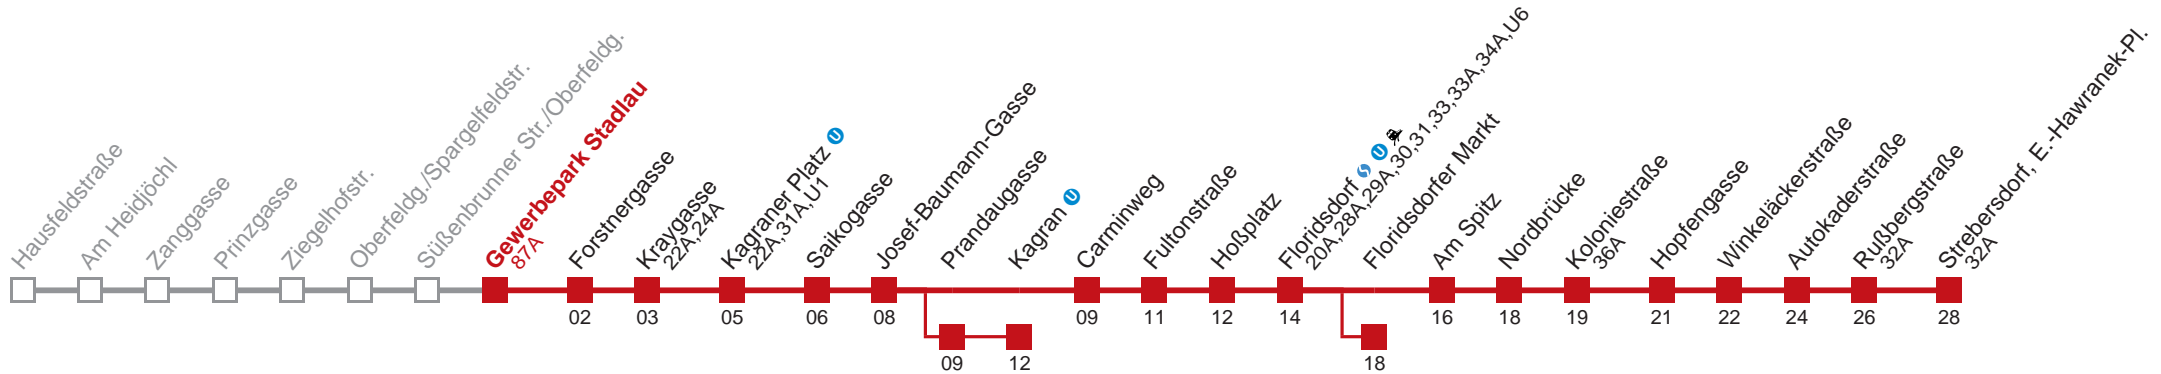 Hausfeldstraße
Am Heidjöchl
Zanggasse
Prinzgasse
Ziegelhofstr.
Oberfeldg./Spargelfeldstr.
Süßenbrunner Str./Oberfeldg.
Gewerbepark Stadlau
87A
Forstnergasse
Kraygasse
22A,24A
Kagraner Platz U
22A,31A,U1
Saikogasse
Josef-Baumann-Gasse
Prandaugasse
Kagran U
Carminweg
Fultonstraße
Hoßplatz
Floridsdorf S U
20A,28A,29A,30,31,33,33A,34A,U6
Floridsdorfer Markt
Am Spitz
Nordbrücke
Koloniestraße
36A
Hopfengasse
Winkeläckerstraße
Autokaderstraße
Rußbergstraße
32A
Strebersdorf, E.-Hawranek-Pl.
32A
02 03 05 06 08 09 11 12 14 16 18 19 21 22 24 26 28
09 12 18